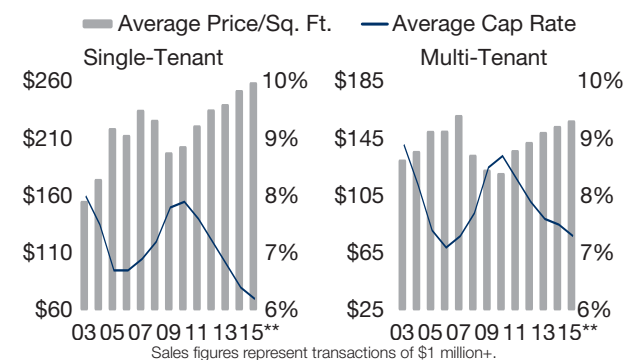 Average Price/Sq. Ft. Average Cap Rate
Single-Tenant Multi-Tenant
$260 10% $185 10%
$210 9% $145 9%
$160 8% $105 8%
$110 7% $65 7%
$60 6% $25 6%
03 05 07 09 11 13 15** 03 05 07 09 11 13 15**
Sales figures represent transactions of $1 million+.